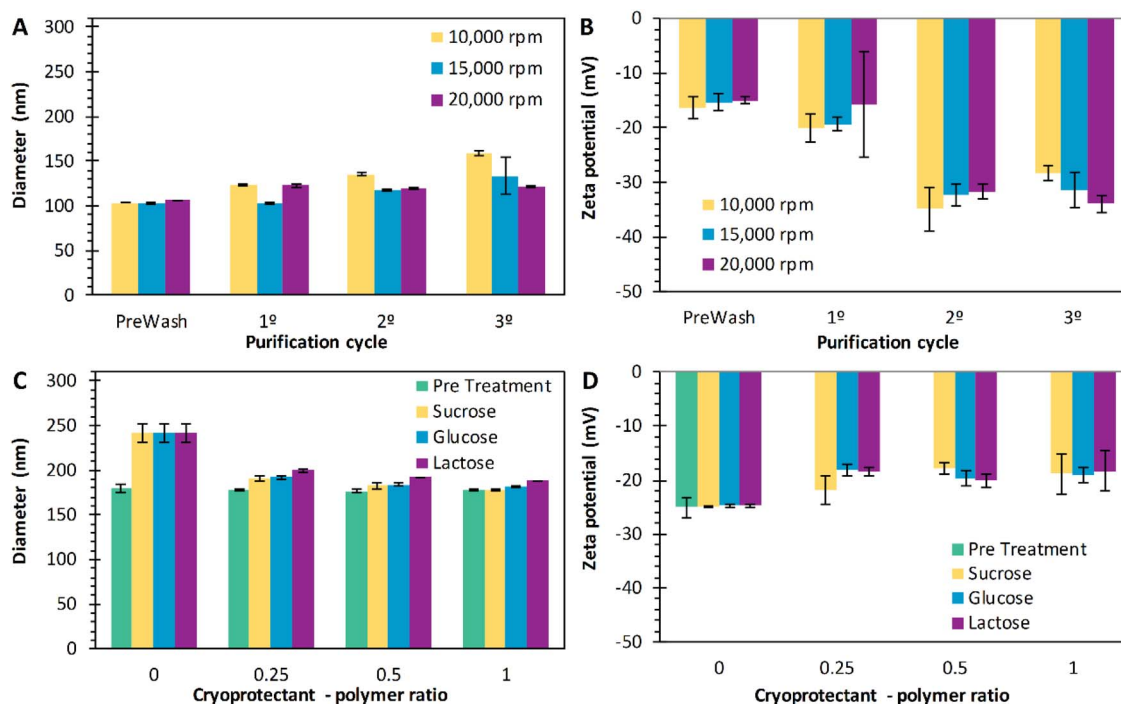 A
Diameter (nm)
300
250
200
150
100
50
0
10,000 rpm
15,000 rpm
20,000 rpm
PreWash 1º 2º 3º
Purification cycle
B
Zeta potential (mV)
0
-10
-20
-30
-40
-50
10,000 rpm
15,000 rpm
20,000 rpm
PreWash 1º 2º 3º
Purification cycle
C
Diameter (nm)
300
250
200
150
100
50
0
Pre Treatment
Sucrose
Glucose
Lactose
0 0.25 0.5 1
Cryoprotectant - polymer ratio
D
Zeta potential (mV)
0
-10
-20
-30
-40
-50
Pre Treatment
Sucrose
Glucose
Lactose
0 0.25 0.5 1
Cryoprotectant - polymer ratio